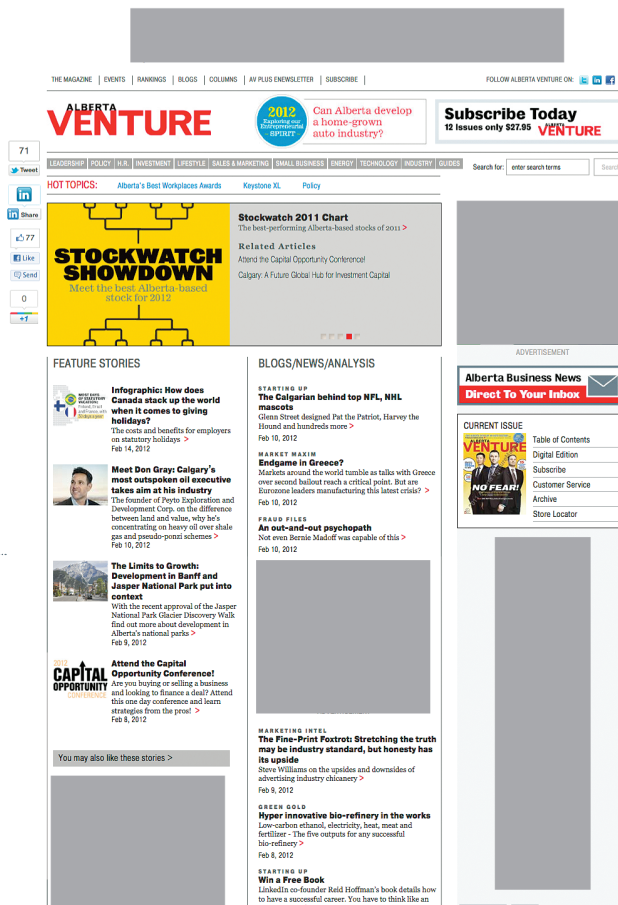 THE MAGAZINE | EVENTS | RANKINGS | BLOGS | COLUMNS | AV PLUS ENEWSLETTER | SUBSCRIBE |
FOLLOW ALBERTA VENTURE ON:
ALBERTA
VENTURE
2012
Exploring our
Entrepreneurial
- SPIRIT -
Can Alberta develop
a home-grown
auto industry?
Subscribe Today
12 Issues only $27.95
ALBERTA
VENTURE
71
Tweet
in
in Share
77
Like
Send
0
+1
LEADERSHIP POLICY H.R. INVESTMENT LIFESTYLE SALES & MARKETING SMALL BUSINESS ENERGY TECHNOLOGY INDUSTRY GUIDES
Search for: enter search terms
HOT TOPICS: Alberta's Best Workplaces Awards Keystone XL Policy
STOCKWATCH
SHOWDOWN
Meet the best Alberta-based
stock for 2012
Stockwatch 2011 Chart
The best-performing Alberta-based stocks of 2011 >
Related Articles
Attend the Capital Opportunity Conference!
Calgary: A Future Global Hub for Investment Capital
ADVERTISEMENT
Alberta Business News
Direct To Your Inbox
CURRENT ISSUE
ALBERTA
VENTURE
NO FEAR!
Table of Contents
Digital Edition
Subscribe
Customer Service
Archive
Store Locator
FEATURE STORIES
Infographic: How does
Canada stack up the world
when it comes to giving
holidays?
The costs and benefits for employers
on statutory holidays >
Feb 14, 2012
Meet Don Gray: Calgary's
most outspoken oil executive
takes aim at his industry
The founder of Peyto Exploration and
Development Corp. on the difference
between land and value, why he's
concentrating on heavy oil over shale
gas and pseudo-ponzi schemes >
Feb 10, 2012
The Limits to Growth:
Development in Banff and
Jasper National Park put into
context
With the recent approval of the Jasper
National Park Glacier Discovery Walk
find out more about development in
Alberta's national parks >
Feb 9, 2012
2012
CAPITAL
OPPORTUNITY
CONFERENCE
Attend the Capital
Opportunity Conference!
Are you buying or selling a business
and looking to finance a deal? Attend
this one day conference and learn
strategies from the pros! >
Feb 8, 2012
You may also like these stories >
BLOGS/NEWS/ANALYSIS
STARTING UP
The Calgarian behind top NFL, NHL
mascots
Glenn Street designed Pat the Patriot, Harvey the
Hound and hundreds more >
Feb 10, 2012
MARKET MAXIM
Endgame in Greece?
Markets around the world tumble as talks with Greece
over second bailout reach a critical point. But are
Eurozone leaders manufacturing this latest crisis? >
Feb 10, 2012
FRAUD FILES
An out-and-out psychopath
Not even Bernie Madoff was capable of this >
Feb 10, 2012
MARKETING INTEL
The Fine-Print Foxtrot: Stretching the truth
may be industry standard, but honesty has
its upside
Steve Williams on the upsides and downsides of
advertising industry chicanery >
Feb 9, 2012
GREEN GOLD
Hyper innovative bio-refinery in the works
Low-carbon ethanol, electricity, heat, meat and
fertilizer - The five outputs for any successful
bio-refinery >
Feb 8, 2012
STARTING UP
Win a Free Book
LinkedIn co-founder Reid Hoffman's book details how
to have a successful career. You have to think like an